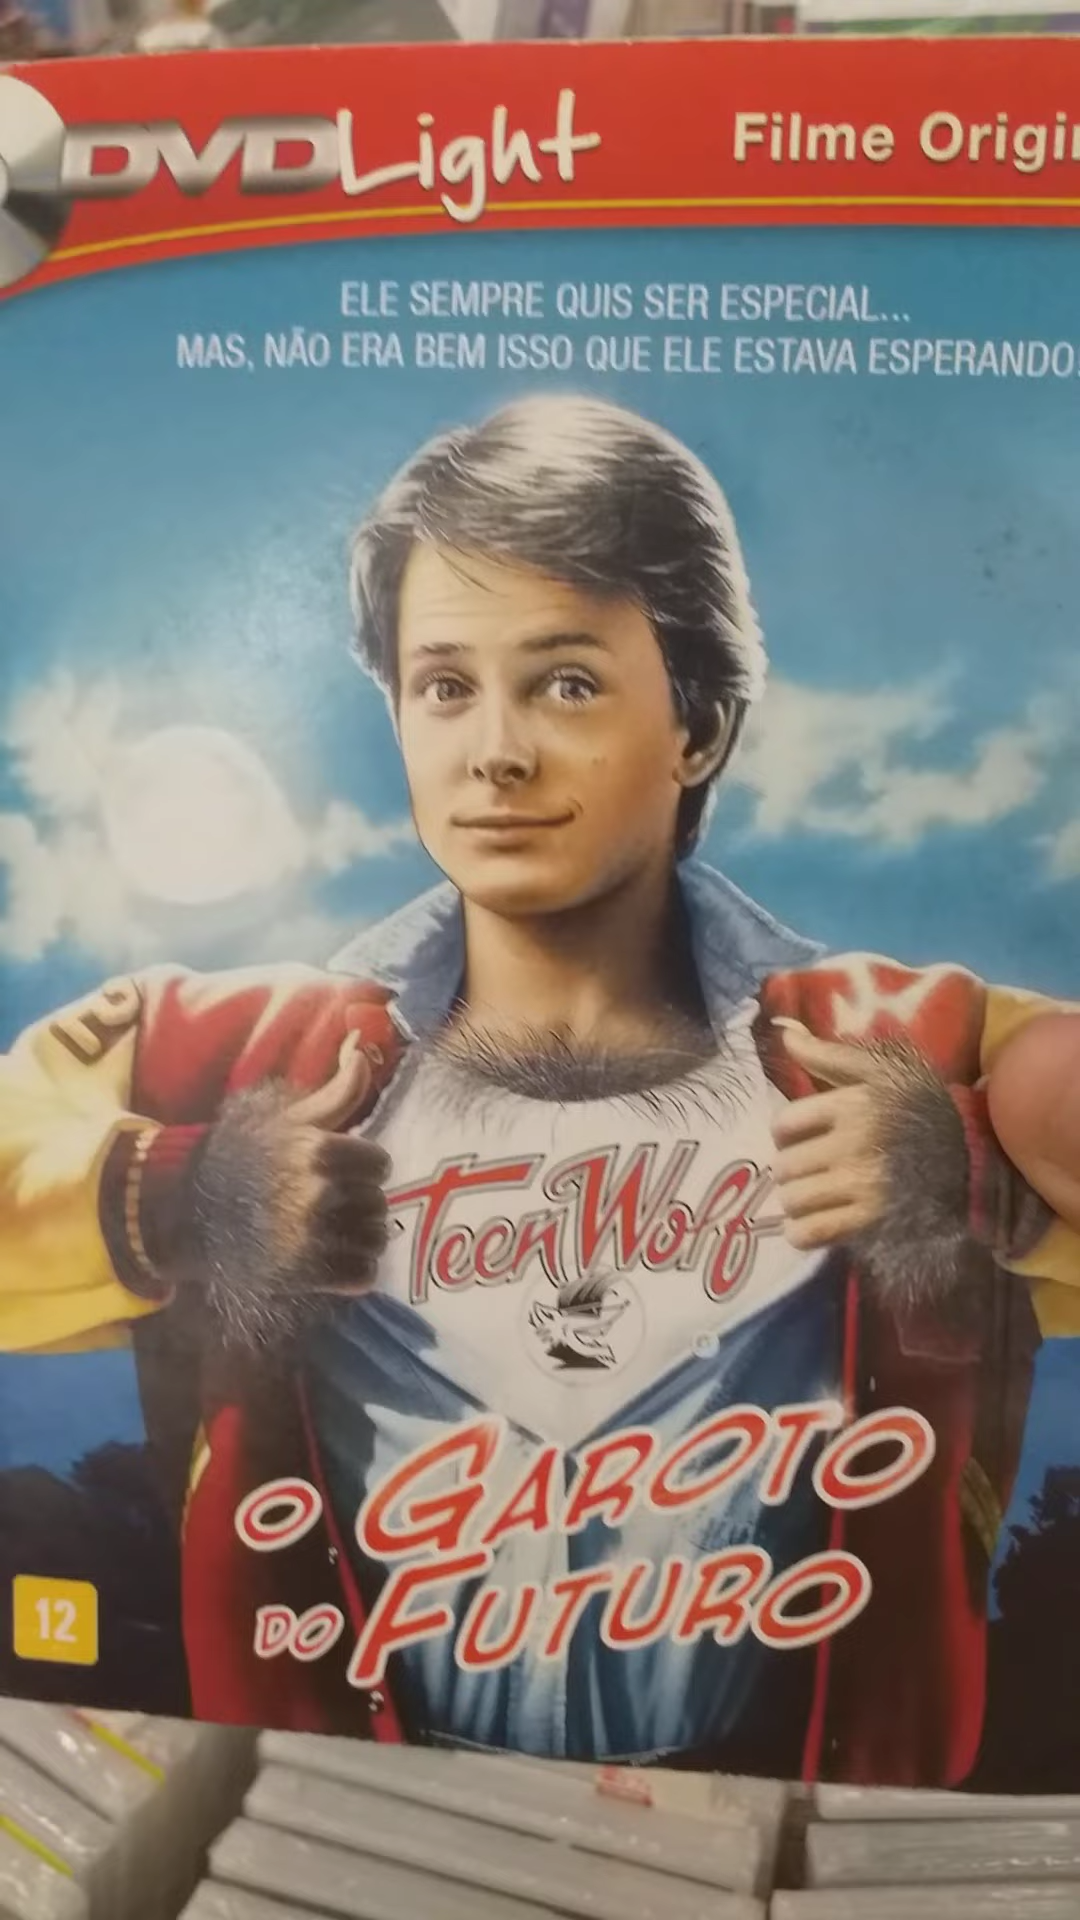 DVDLight
Filme Origin
ELE SEMPRE QUIS SER ESPECIAL...
MAS, NÃO ERA BEM ISSO QUE ELE ESTAVA ESPERANDO.
Teen Wolf
O GAROTO
DO FUTURO
12